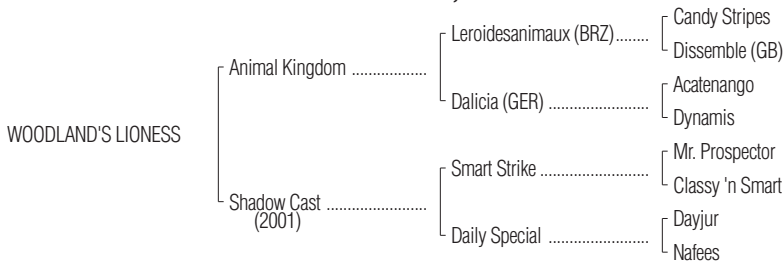 Candy Stripes
Leroidesanimaux (BRZ)........
Dissemble (GB)
Animal Kingdom ..................
Acatenango
Dalicia (GER) ........................
Dynamis
WOODLAND'S LIONESS
Mr. Prospector
Smart Strike ..........................
Classy 'n Smart
Shadow Cast ........................
(2001)
Dayjur
Daily Special ........................
Nafees